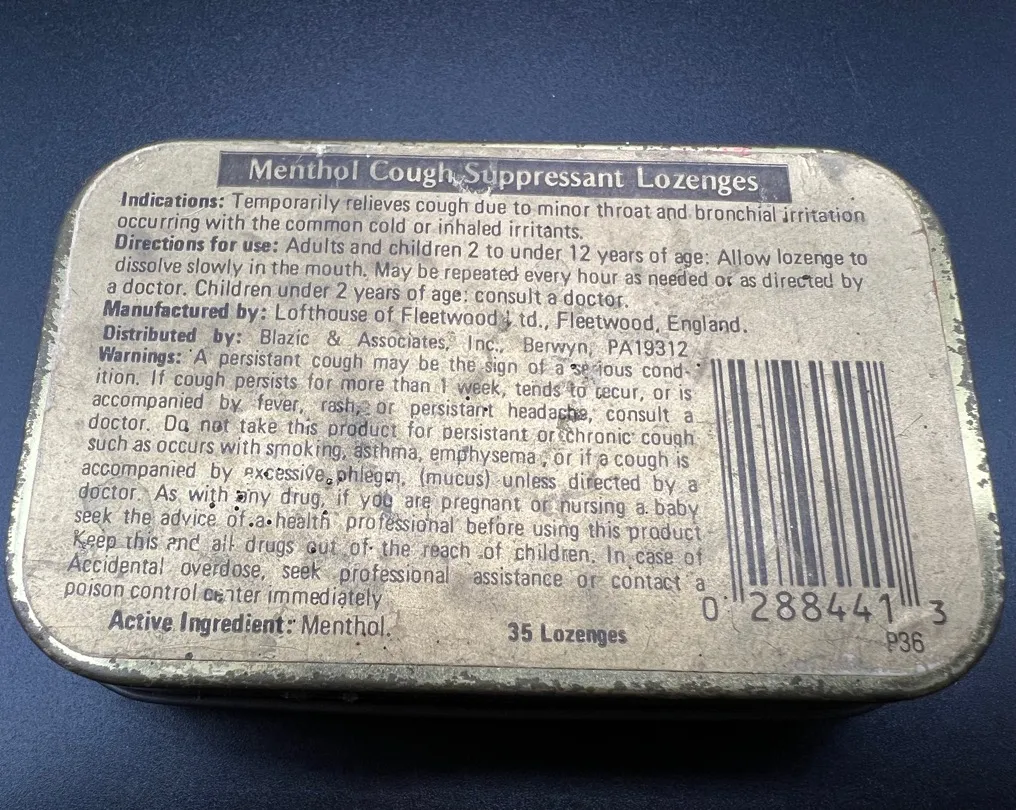 Menthol Cough Suppressant Lozenges
Indications: Temporarily relieves cough due to minor throat and bronchial irritation
occurring with the common cold or inhaled irritants.
Directions for use: Adults and children 2 to under 12 years of age: Allow lozenge to
dissolve slowly in the mouth. May be repeated every hour as needed or as directed by
a doctor. Children under 2 years of age: consult a doctor.
Manufactured by: Lofthouse of Fleetwood Ltd., Fleetwood, England.
Distributed by: Blazic & Associates, Inc., Berwyn, PA19312
Warnings: A persistant cough may be the sign of a serious cond-
ition. If cough persists for more than 1 week, tends to recur, or is
accompanied by fever, rash, or persistant headache, consult a
doctor. Do not take this product for persistant or chronic cough
such as occurs with smoking, asthma, emphysema, or if a cough is
accompanied by excessive phlegm, (mucus) unless directed by a
doctor. As with any drug, if you are pregnant or nursing a baby
seek the advice of a health professional before using this product
Keep this and all drugs out of the reach of children. In case of
Accidental overdose, seek professional assistance or contact a
poison control center immediately
Active Ingredient: Menthol.
35 Lozenges
0 288441 3
P36